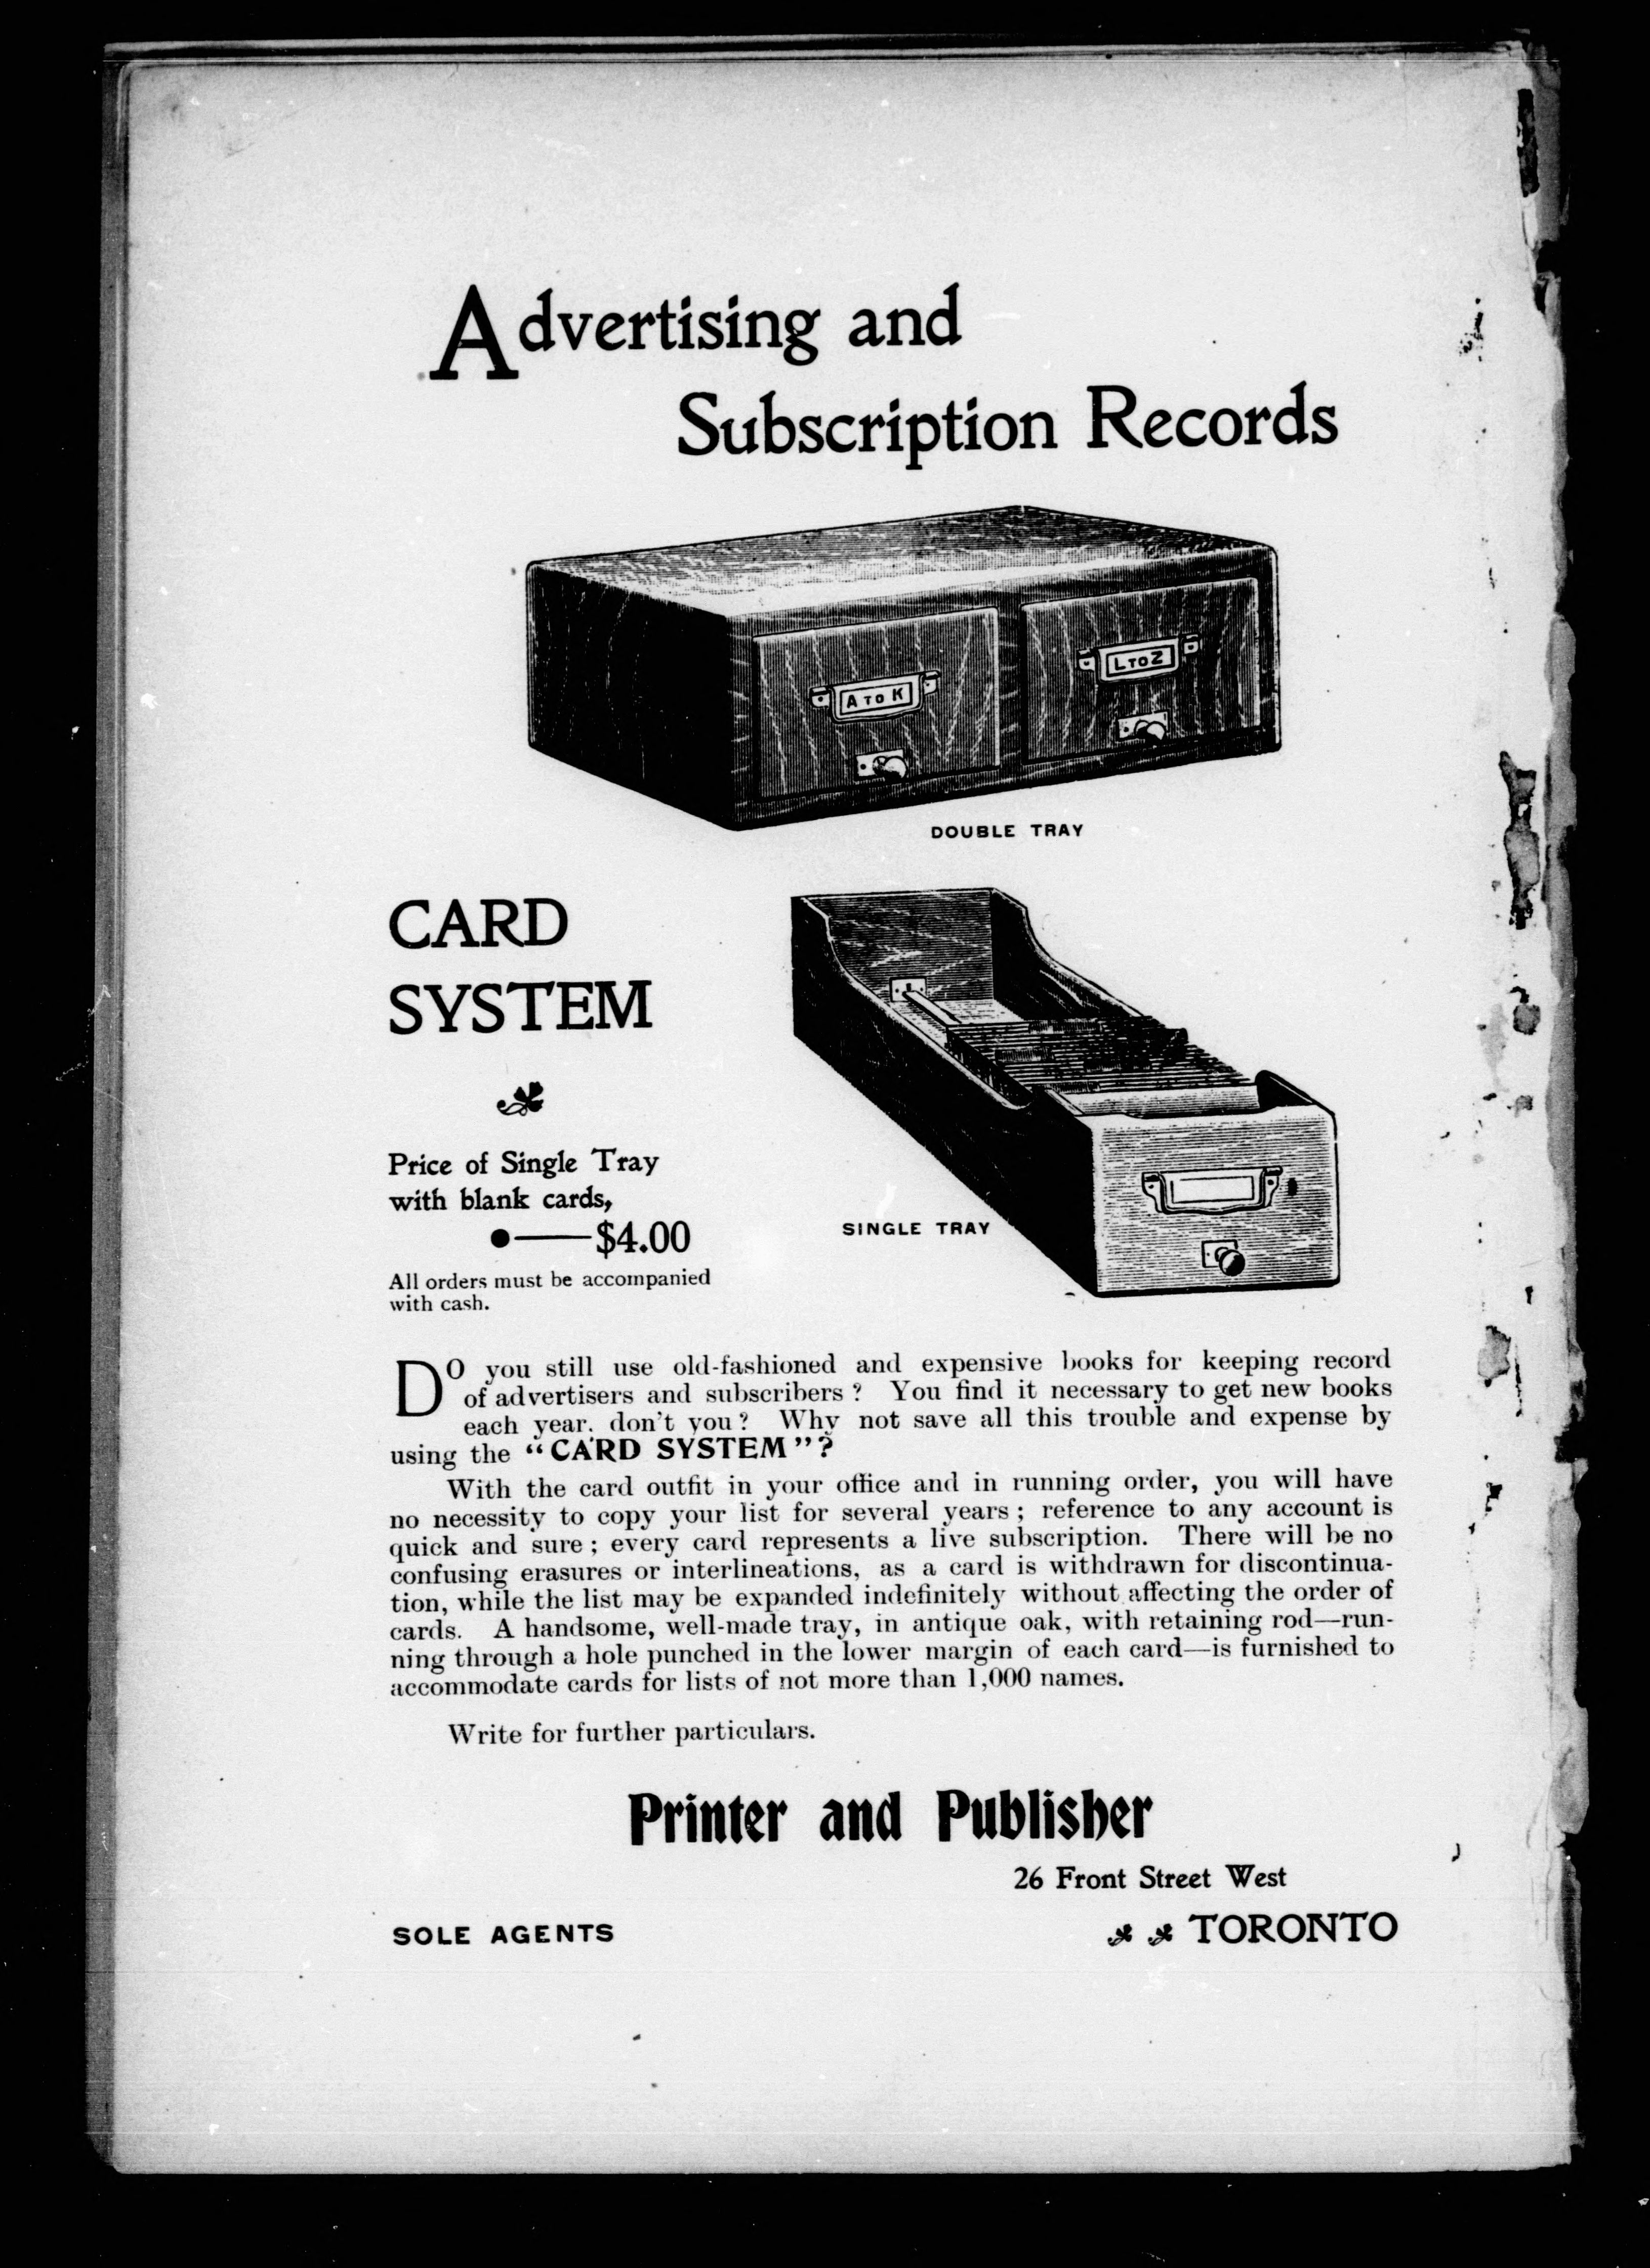 Advertising and
Subscription Records
A TO K
L TO Z
DOUBLE TRAY
CARD
SYSTEM
Price of Single Tray
with blank cards,
$4.00
All orders must be accompanied
with cash.
SINGLE TRAY
DO you still use old-fashioned and expensive books for keeping record
of advertisers and subscribers? You find it necessary to get new books
each year, don't you? Why not save all this trouble and expense by
using the “CARD SYSTEM”?
With the card outfit in your office and in running order, you will have
no necessity to copy your list for several years; reference to any account is
quick and sure; every card represents a live subscription. There will be no
confusing erasures or interlineations, as a card is withdrawn for discontinua-
tion, while the list may be expanded indefinitely without affecting the order of
cards. A handsome, well-made tray, in antique oak, with retaining rod—run-
ning through a hole punched in the lower margin of each card—is furnished to
accommodate cards for lists of not more than 1,000 names.
Write for further particulars.
Printer and Publisher
26 Front Street West
SOLE AGENTS
TORONTO